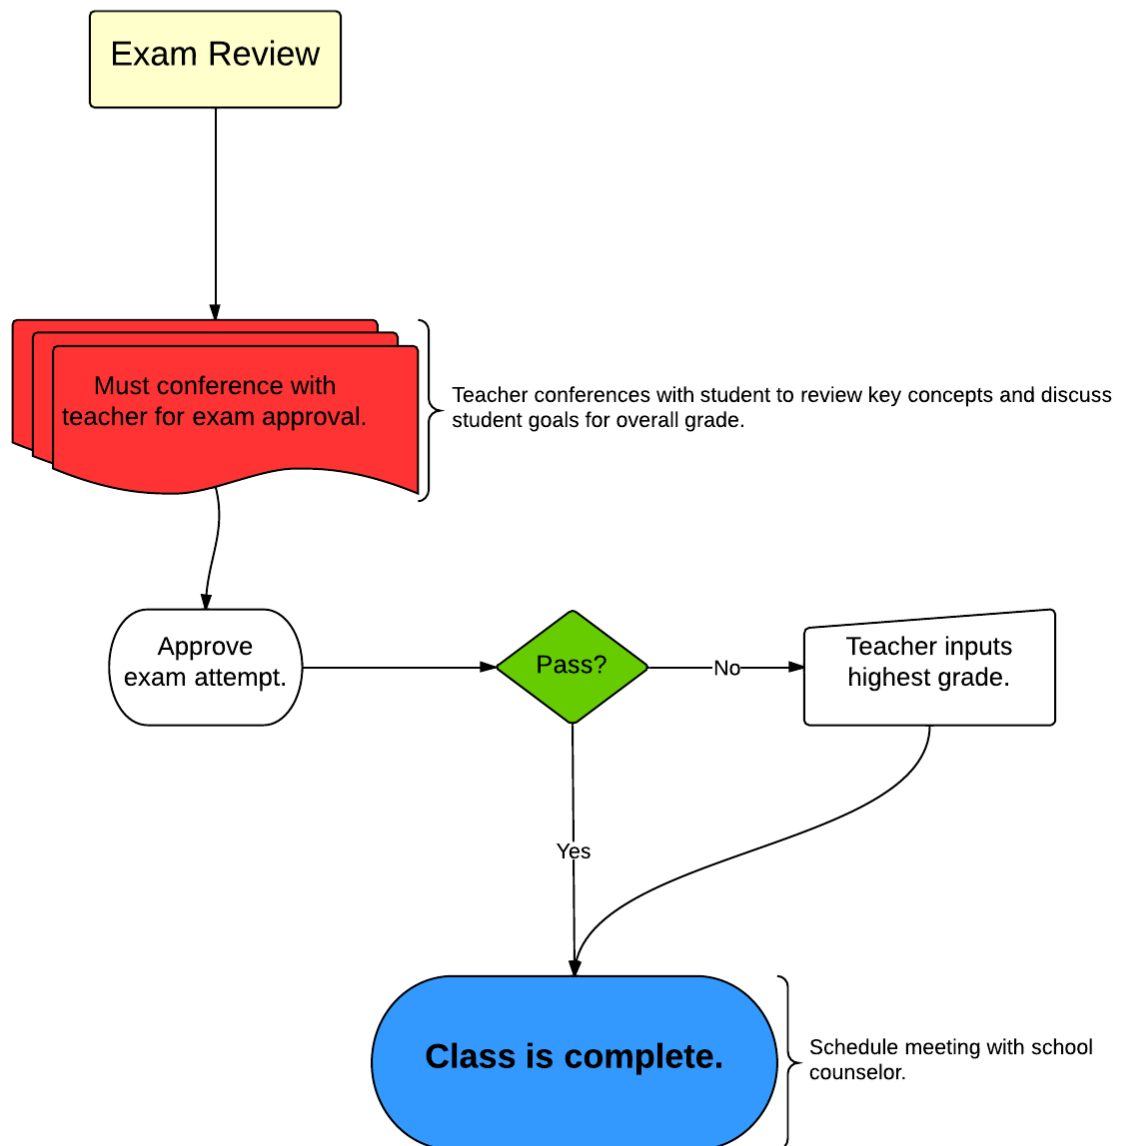 Exam Review
Must conference with
teacher for exam approval.
Teacher conferences with student to review key concepts and discuss
student goals for overall grade.
Approve
exam attempt.
Pass?
No
Teacher inputs
highest grade.
Yes
Class is complete.
Schedule meeting with school
counselor.